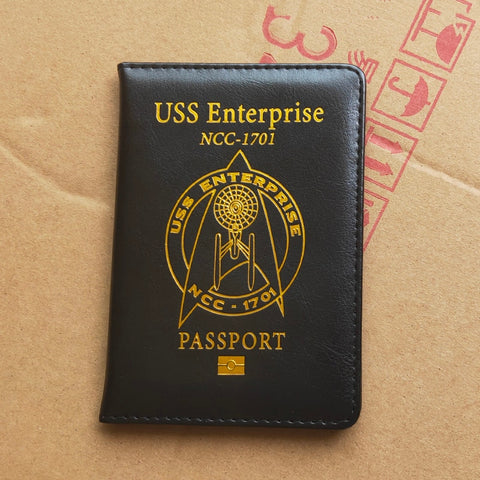 USS Enterprise
NCC-1701
USS ENTERPRISE
NCC - 1701
PASSPORT